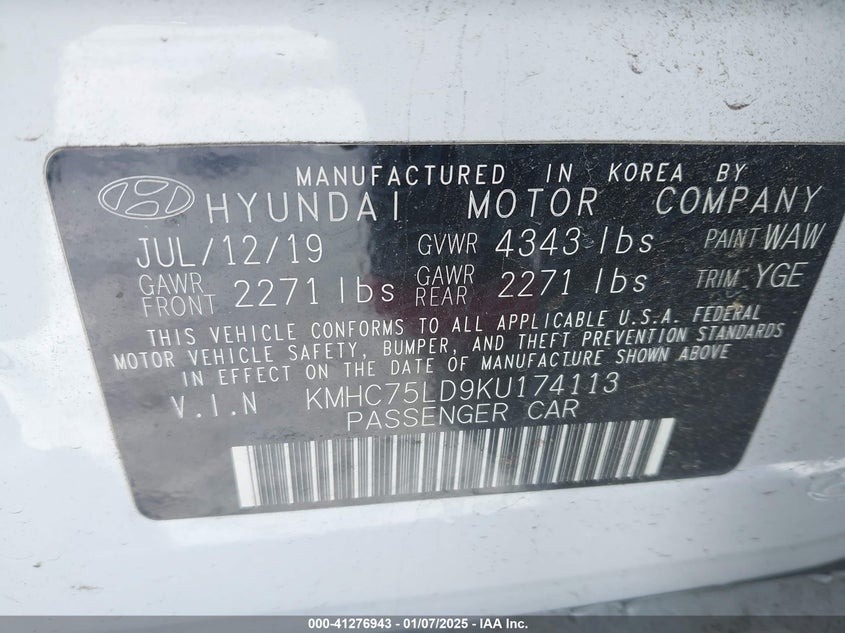 MANUFACTURED IN KOREA BY
HYUNDAI MOTOR COMPANY
JUL/12/19 GVWR 4343 lbs PAINT WAW
GAWR FRONT 2271 lbs GAWR REAR 2271 lbs TRIM YGE
THIS VEHICLE CONFORMS TO ALL APPLICABLE U.S.A. FEDERAL
MOTOR VEHICLE SAFETY, BUMPER, AND THEFT PREVENTION STANDARDS
IN EFFECT ON THE DATE OF MANUFACTURE SHOWN ABOVE
V.I.N KMHC75LD9KU174113
PASSENGER CAR
000-41276943 - 01/07/2025 - IAA Inc.